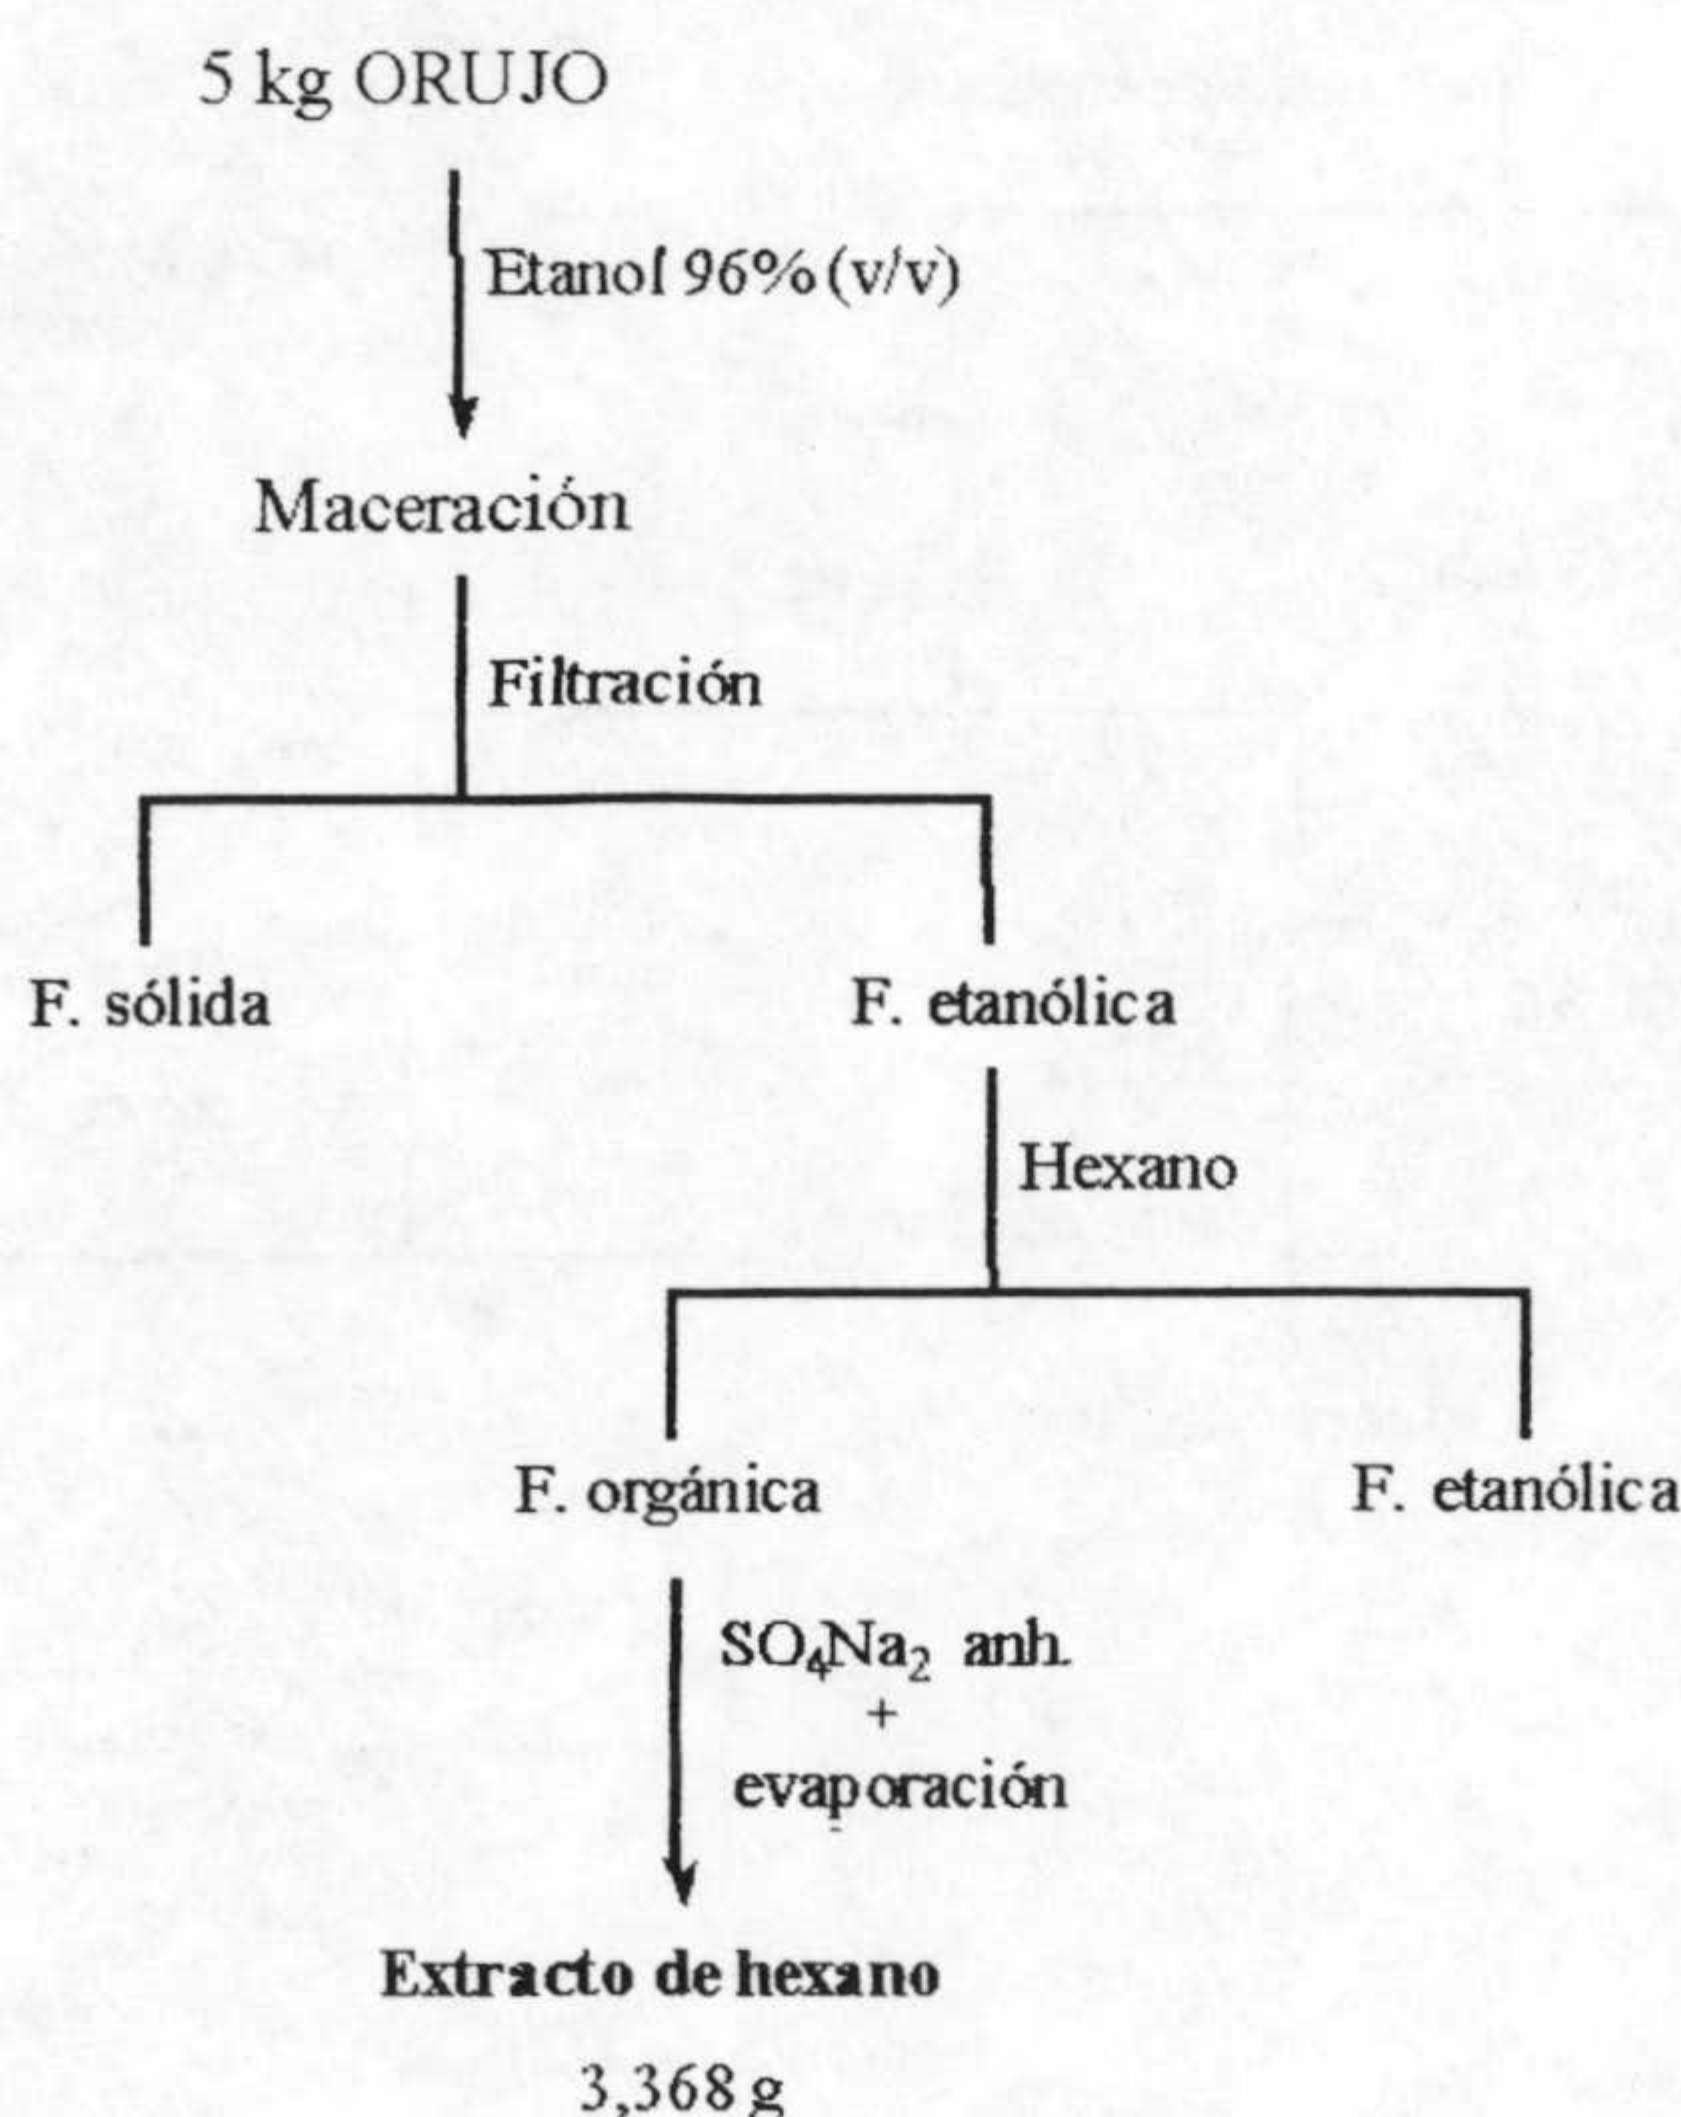 5 kg ORUJO
Etanol 96% (v/v)
Maceración
Filtración
F. sólida
F. etanólica
Hexano
F. orgánica
F. etanólica
SO₄Na₂ anh.
+
evaporación
Extracto de hexano
3,368 g